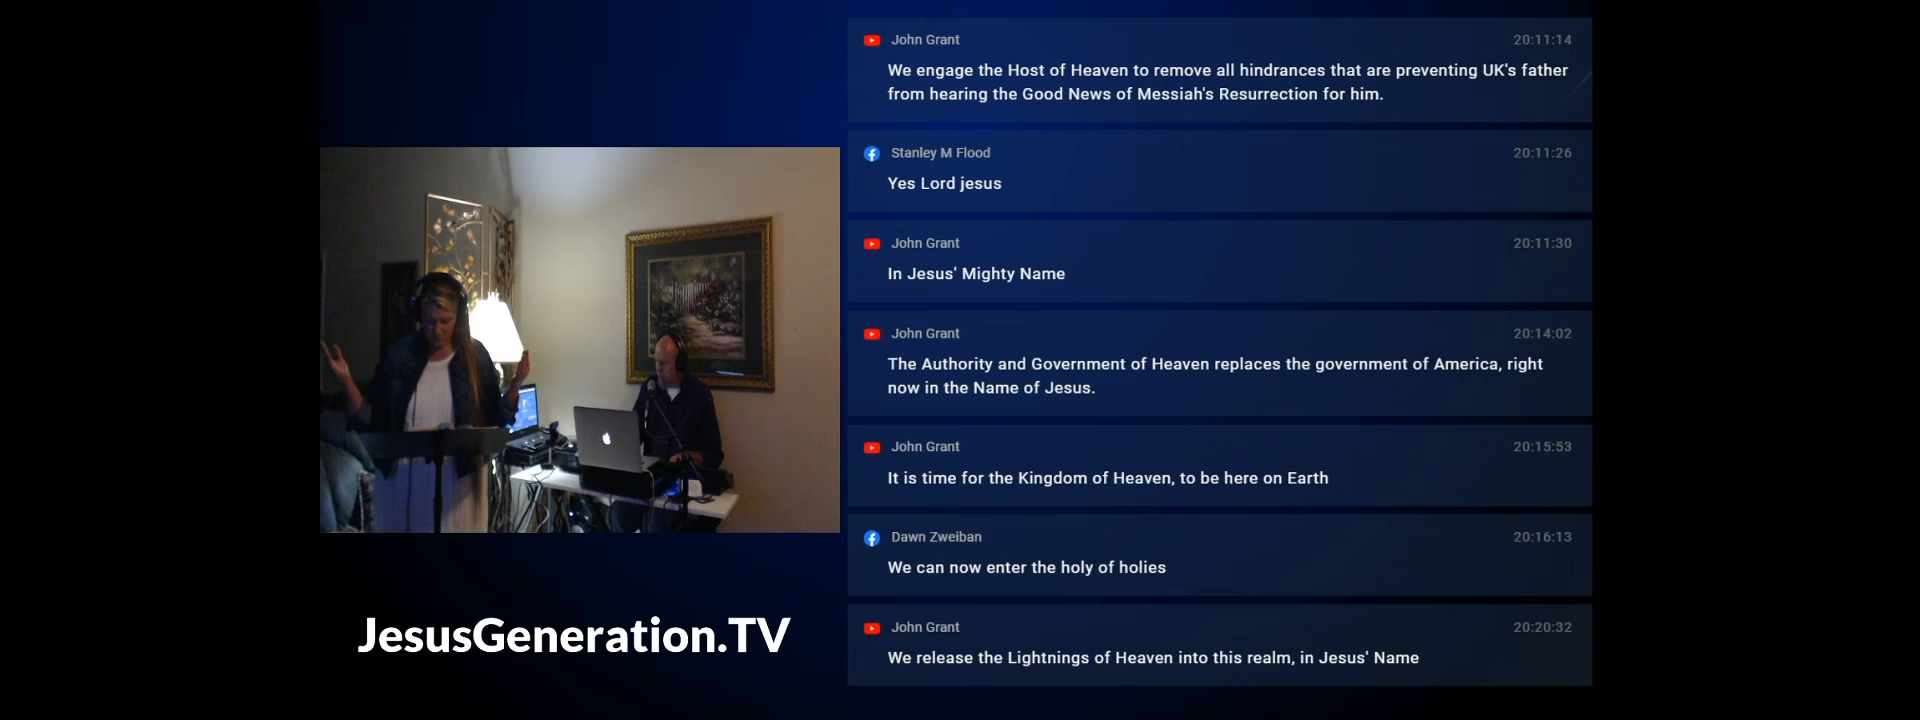 John Grant 20:11:14
We engage the Host of Heaven to remove all hindrances that are preventing UK's father
from hearing the Good News of Messiah's Resurrection for him.
Stanley M Flood 20:11:26
Yes Lord jesus
John Grant 20:11:30
In Jesus' Mighty Name
John Grant 20:14:02
The Authority and Government of Heaven replaces the government of America, right
now in the Name of Jesus.
John Grant 20:15:53
It is time for the Kingdom of Heaven, to be here on Earth
Dawn Zweiban 20:16:13
We can now enter the holy of holies
John Grant 20:20:32
We release the Lightnings of Heaven into this realm, in Jesus' Name
JesusGeneration.TV